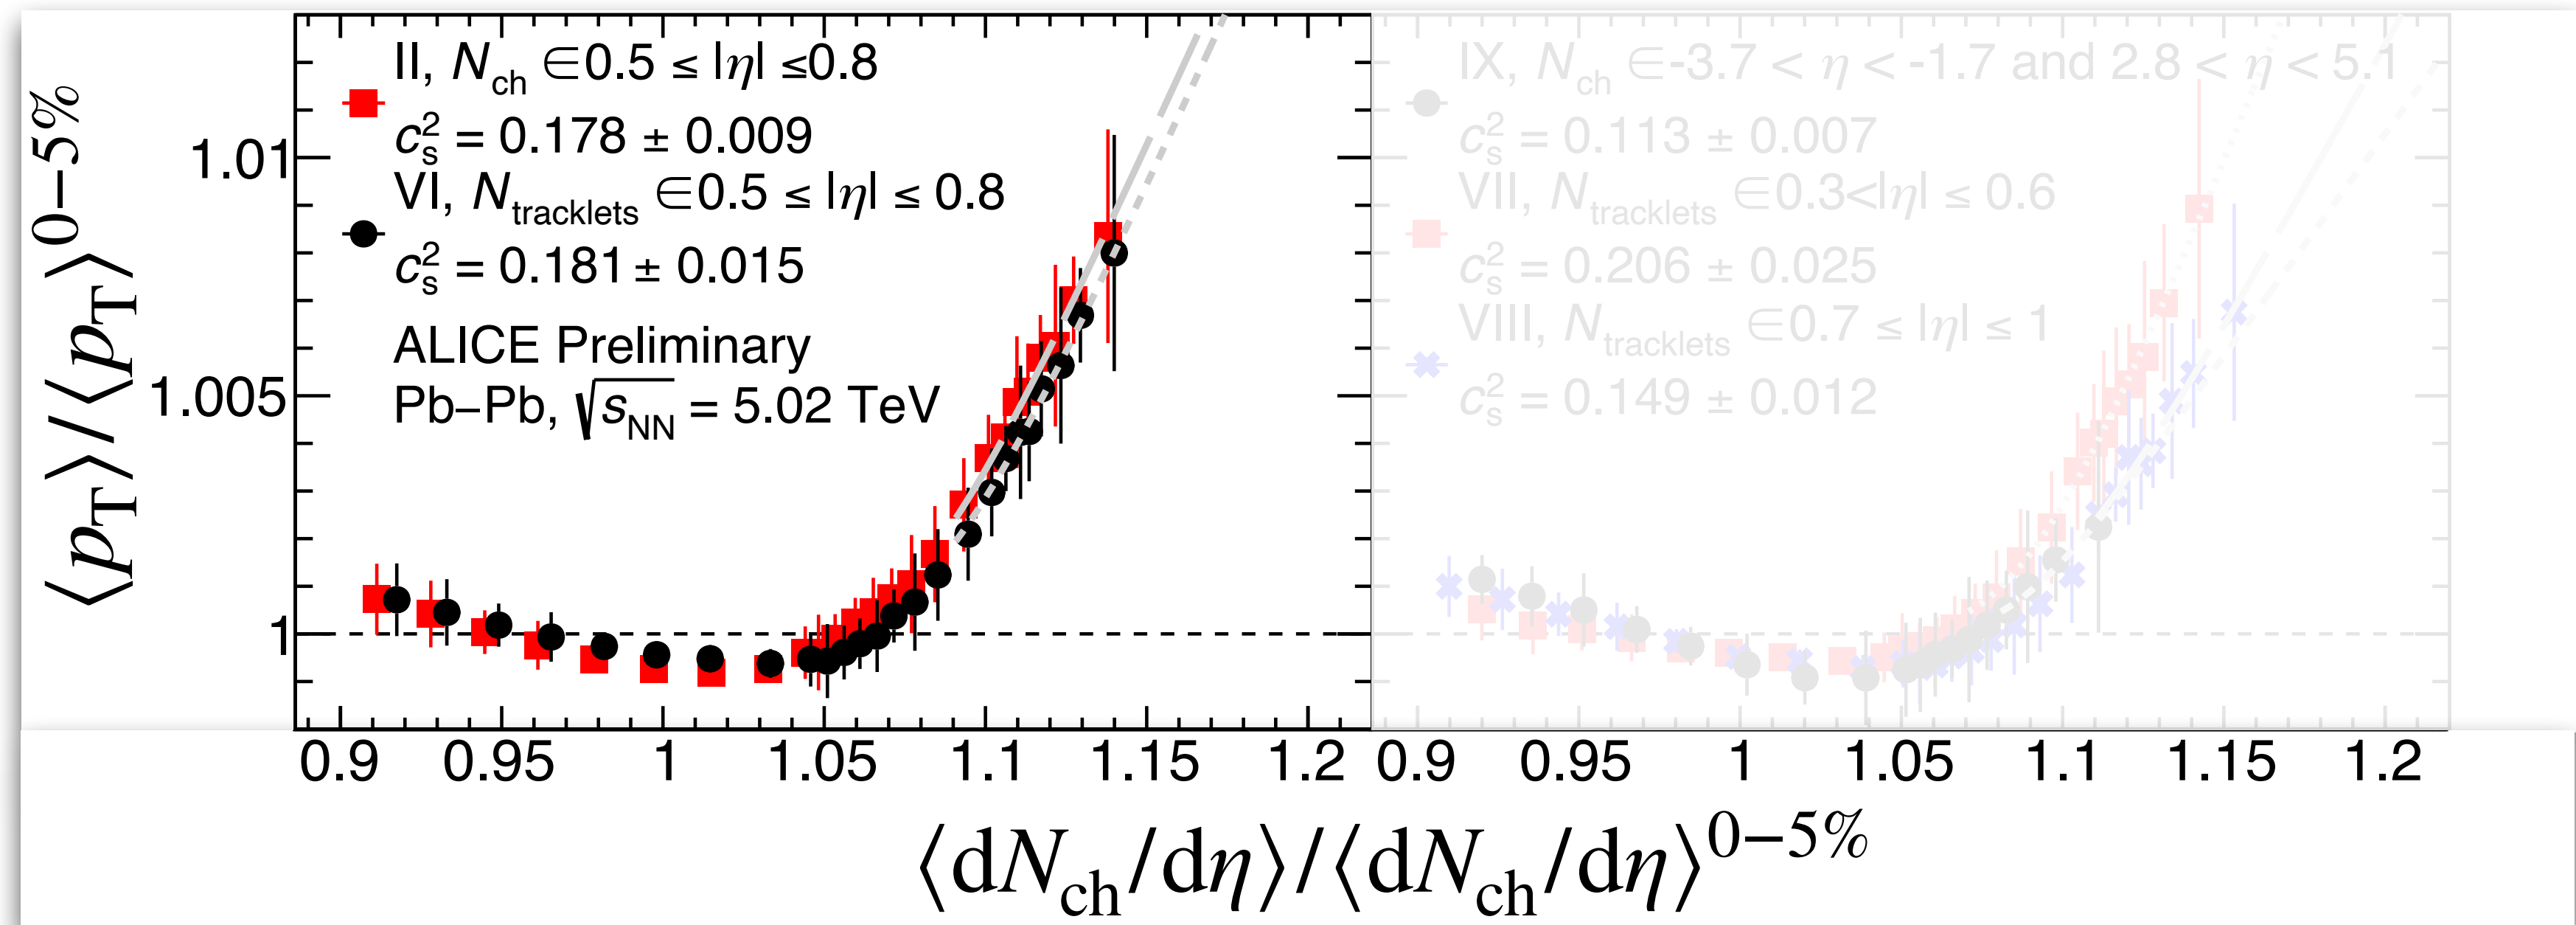 ⟨p_T⟩/⟨p_T⟩^0−5%
1.01
1.005
1
II, N_ch ∈0.5 ≤ |η| ≤0.8
c_s^2 = 0.178 ± 0.009
VI, N_tracklets ∈0.5 ≤ |η| ≤ 0.8
c_s^2 = 0.181 ± 0.015
ALICE Preliminary
Pb−Pb, √s_NN = 5.02 TeV
IX, N_ch ∈-3.7 < η < -1.7 and 2.8 < η < 5.1
c_s^2 = 0.113 ± 0.007
VII, N_tracklets ∈0.3<|η| ≤ 0.6
c_s^2 = 0.206 ± 0.025
VIII, N_tracklets ∈0.7 ≤ |η| ≤ 1
c_s^2 = 0.149 ± 0.012
0.9 0.95 1 1.05 1.1 1.15 1.2 0.9 0.95 1 1.05 1.1 1.15 1.2
⟨dN_ch/dη⟩/⟨dN_ch/dη⟩^0−5%